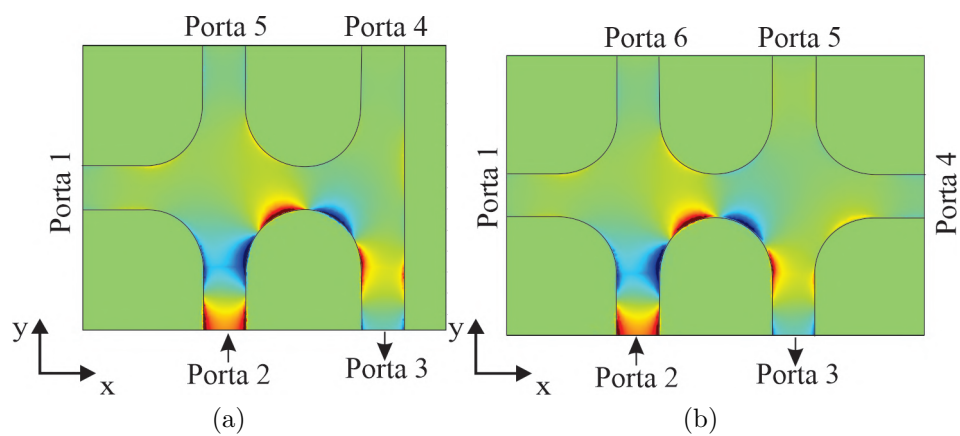 Porta 5
Porta 4
Porta 1
y
x
Porta 2
Porta 3
(a)
Porta 6
Porta 5
Porta 1
Porta 4
y
x
Porta 2
Porta 3
(b)